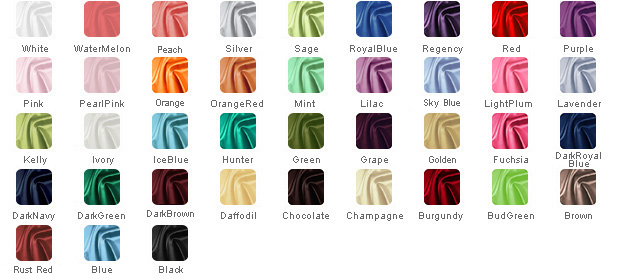 White WaterMelon Peach Silver Sage RoyalBlue Regency Red Purple
Pink PearlPink Orange OrangeRed Mint Lilac Sky Blue LightPlum Lavender
Kelly Ivory IceBlue Hunter Green Grape Golden Fuchsia DarkRoyal
Blue
DarkNavy DarkGreen DarkBrown Daffodil Chocolate Champagne Burgundy BudGreen Brown
Rust Red Blue Black